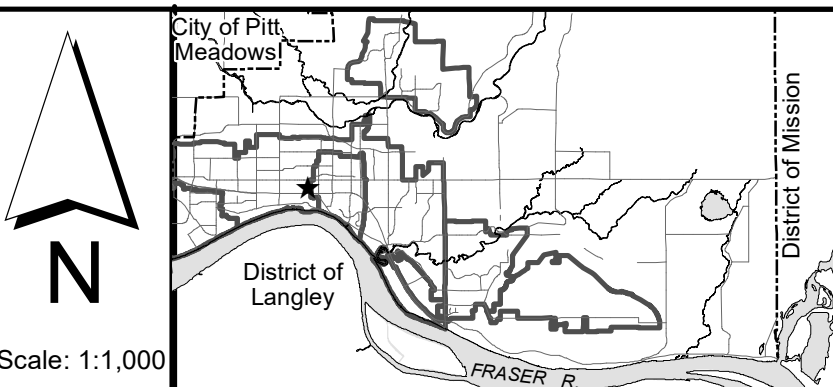 City of Pitt
Meadows
District of Mission
District of
Langley
N
Scale: 1:1,000
FRASER R.